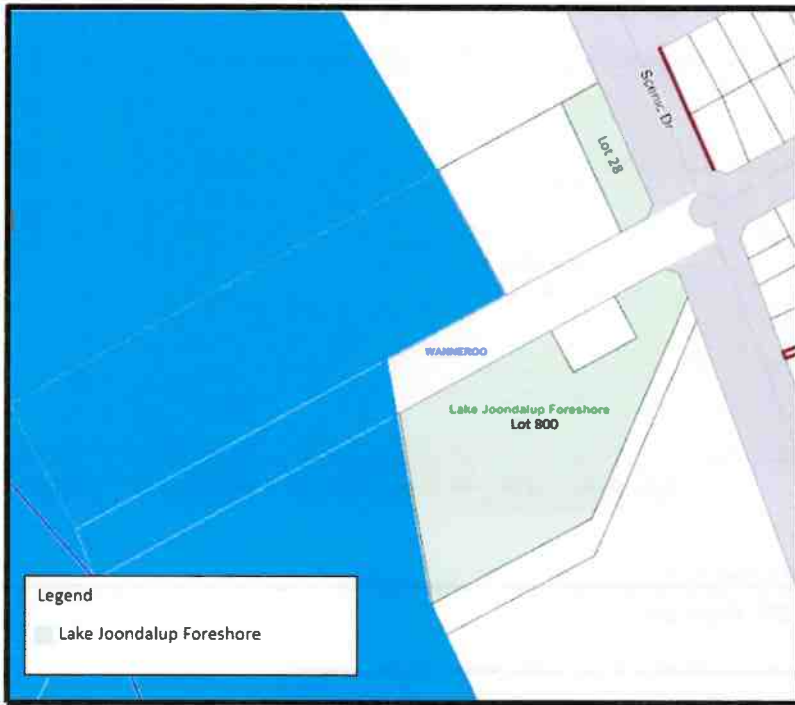 Scenic Dr
Lot 28
WANNEROO
Lake Joondalup Foreshore
Lot 800
Legend
Lake Joondalup Foreshore